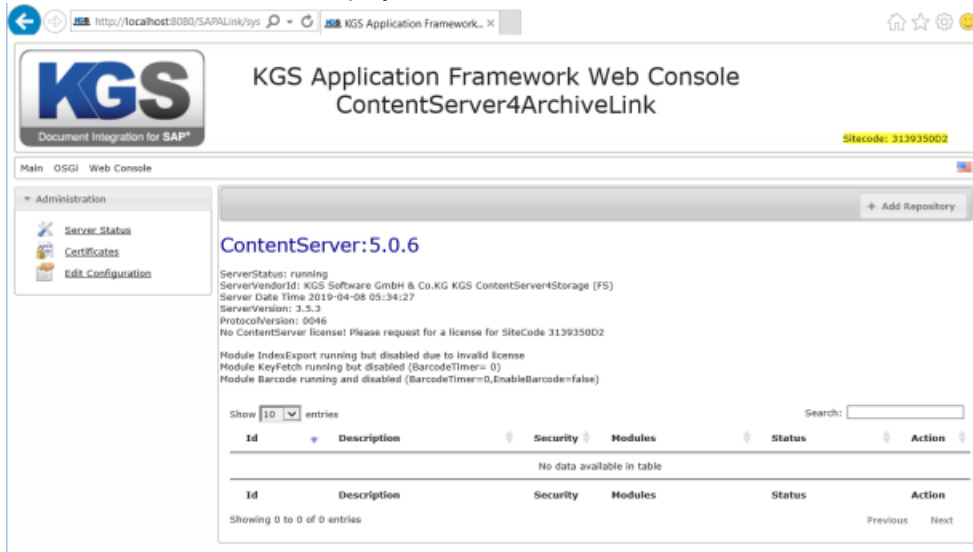 http://localhost:8080/SAPALink/sys
KGS Application Framework... ×
KGS
Document Integration for SAP®
KGS Application Framework Web Console
ContentServer4ArchiveLink
Sitecode: 3139350D2
Main OSGi Web Console
Administration
+ Add Repository
Server Status
Certificates
Edit Configuration
ContentServer:5.0.6
ServerStatus: running
ServerVendorId: KGS Software GmbH & Co.KG KGS ContentServer4Storage (FS)
Server Date Time 2019-04-08 05:34:27
ServerVersion: 3.5.3
ProtocolVersion: 0046
No ContentServer license! Please request for a license for SiteCode 3139350D2
Module IndexExport running but disabled due to invalid license
Module KeyFetch running but disabled (BarcodeTimer= 0)
Module Barcode running and disabled (BarcodeTimer=0,EnableBarcode=false)
Show 10 entries Search:
Id Description Security Modules Status Action
No data available in table
Id Description Security Modules Status Action
Showing 0 to 0 of 0 entries Previous Next